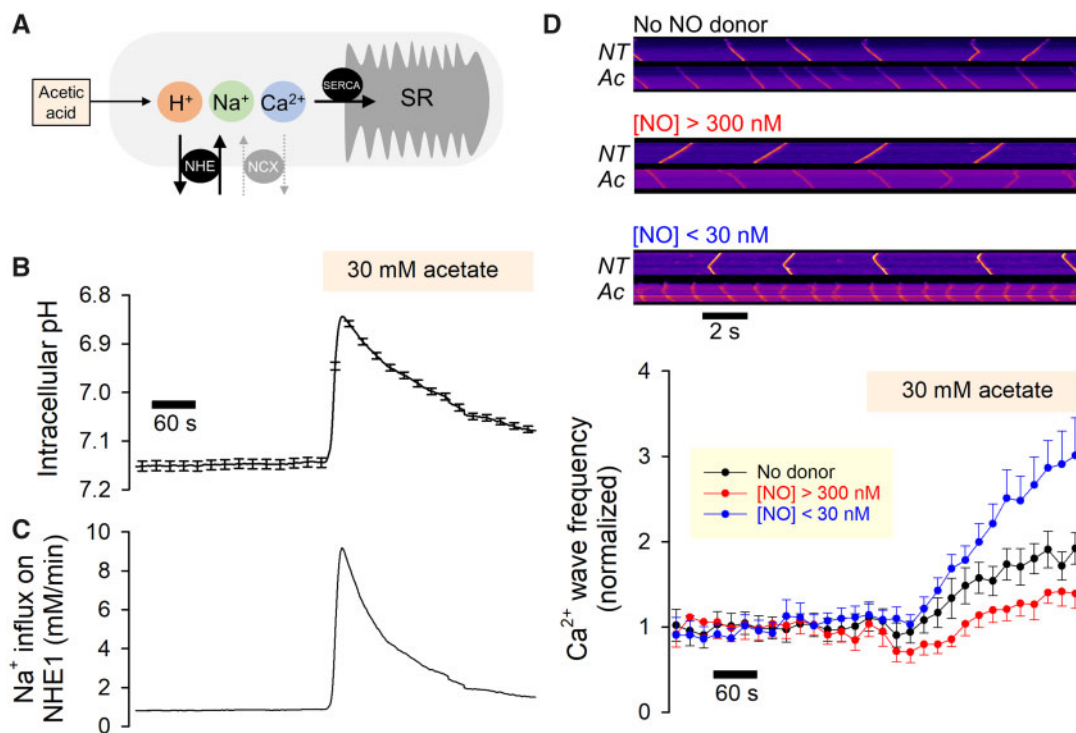 A
Acetic
acid
H+
Na+
Ca2+
SERCA
SR
NHE
NCX
B
30 mM acetate
Intracellular pH
6.8
6.9
7.0
7.1
7.2
60 s
C
Na+ influx on
NHE1 (mM/min)
10
8
6
4
2
0
D
No NO donor
NT
Ac
[NO] > 300 nM
NT
Ac
[NO] < 30 nM
NT
Ac
2 s
30 mM acetate
Ca2+ wave frequency
(normalized)
4
3
2
1
0
No donor
[NO] > 300 nM
[NO] < 30 nM
60 s